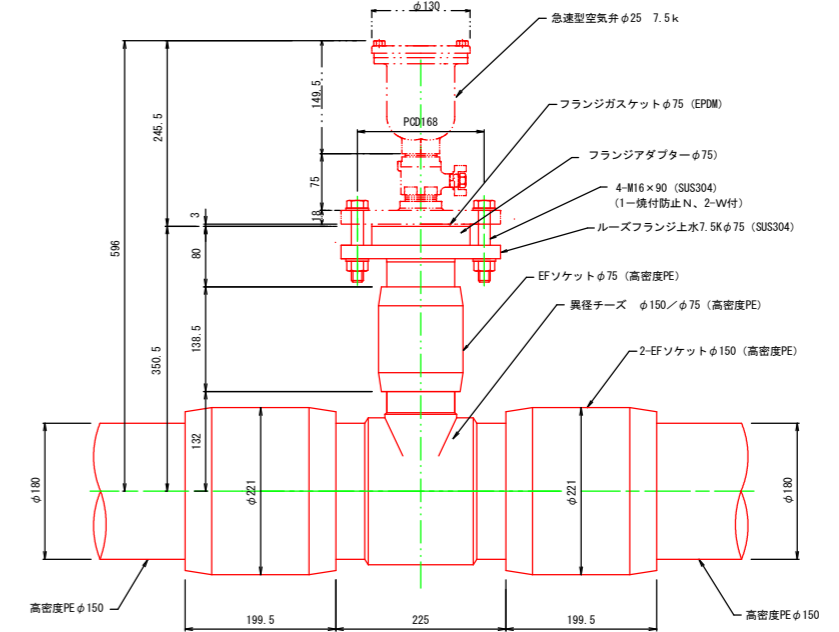 φ130
急速型空気弁φ25 7.5k
149.5
245.5
フランジガスケットφ75（EPDM）
PCD168
フランジアダプターφ75）
75
4-M16×90（SUS304）
（1−焼付防止N、2-W付）
3
18
ルーズフランジ上水7.5Kφ75（SUS304）
596
80
EFソケットφ75（高密度PE）
異径チーズ φ150／φ75（高密度PE）
138.5
350.5
2-EFソケットφ150（高密度PE）
132
φ180
φ221
φ221
φ180
高密度PEφ150
高密度PEφ150
199.5
225
199.5